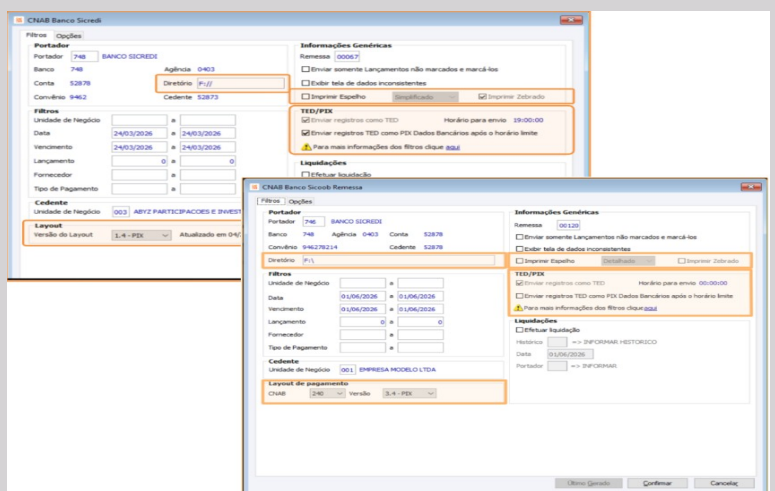 CNAB Banco Sicredi
Filtros Opções
Portador
Portador 748 BANCO SICREDI
Banco 748 Agência 0403
Conta 52878 Diretório F://
Convênio 9462 Cedente 52873
Filtros
Unidade de Negócio a
Data 24/03/2026 a 24/03/2026
Vencimento 24/03/2026 a 24/03/2026
Lançamento 0 a 0
Fornecedor a
Tipo de Pagamento a
Cedente
Unidade de Negócio 003 ABYZ PARTICIPACOES E INVEST
Layout
Versão do Layout 1.4 - PIX Atualizado em 04/
Informações Genéricas
Remessa 00067
Enviar somente Lançamentos não marcados e marcá-los
Exibir tela de dados inconsistentes
Imprimir Espelho Simplificado Imprimir Zebrado
TED/PIX
Enviar registros como TED Horário para envio 19:00:00
Enviar registros TED como PIX Dados Bancários após o horário limite
Para mais informações dos filtros clique aqui
Liquidações
Efetuar liquidação
CNAB Banco Sicoob Remessa
Filtros Opções
Portador
Portador 746 BANCO SICREDI
Banco 748 Agência 0403 Conta 52878
Convênio 946278214 Cedente 52878
Diretório F:\
Filtros
Unidade de Negócio a
Data 01/06/2026 a 01/06/2026
Vencimento 01/06/2026 a 01/06/2026
Lançamento 0 a 0
Fornecedor a
Tipo de Pagamento a
Cedente
Unidade de Negócio 001 EMPRESA MODELO LTDA
Layout de pagamento
CNAB 240 Versão 3.4 - PIX
Informações Genéricas
Remessa 00120
Enviar somente Lançamentos não marcados e marcá-los
Exibir tela de dados inconsistentes
Imprimir Espelho Detalhado Imprimir Zebrado
TED/PIX
Enviar registros como TED Horário para envio 00:00:00
Enviar registros TED como PIX Dados Bancários após o horário limite
Para mais informações dos filtros clique aqui
Liquidações
Efetuar liquidação
Histórico => INFORMAR HISTORICO
Data 01/06/2026
Portador => INFORMAR
Último Gerado Confirmar Cancelar